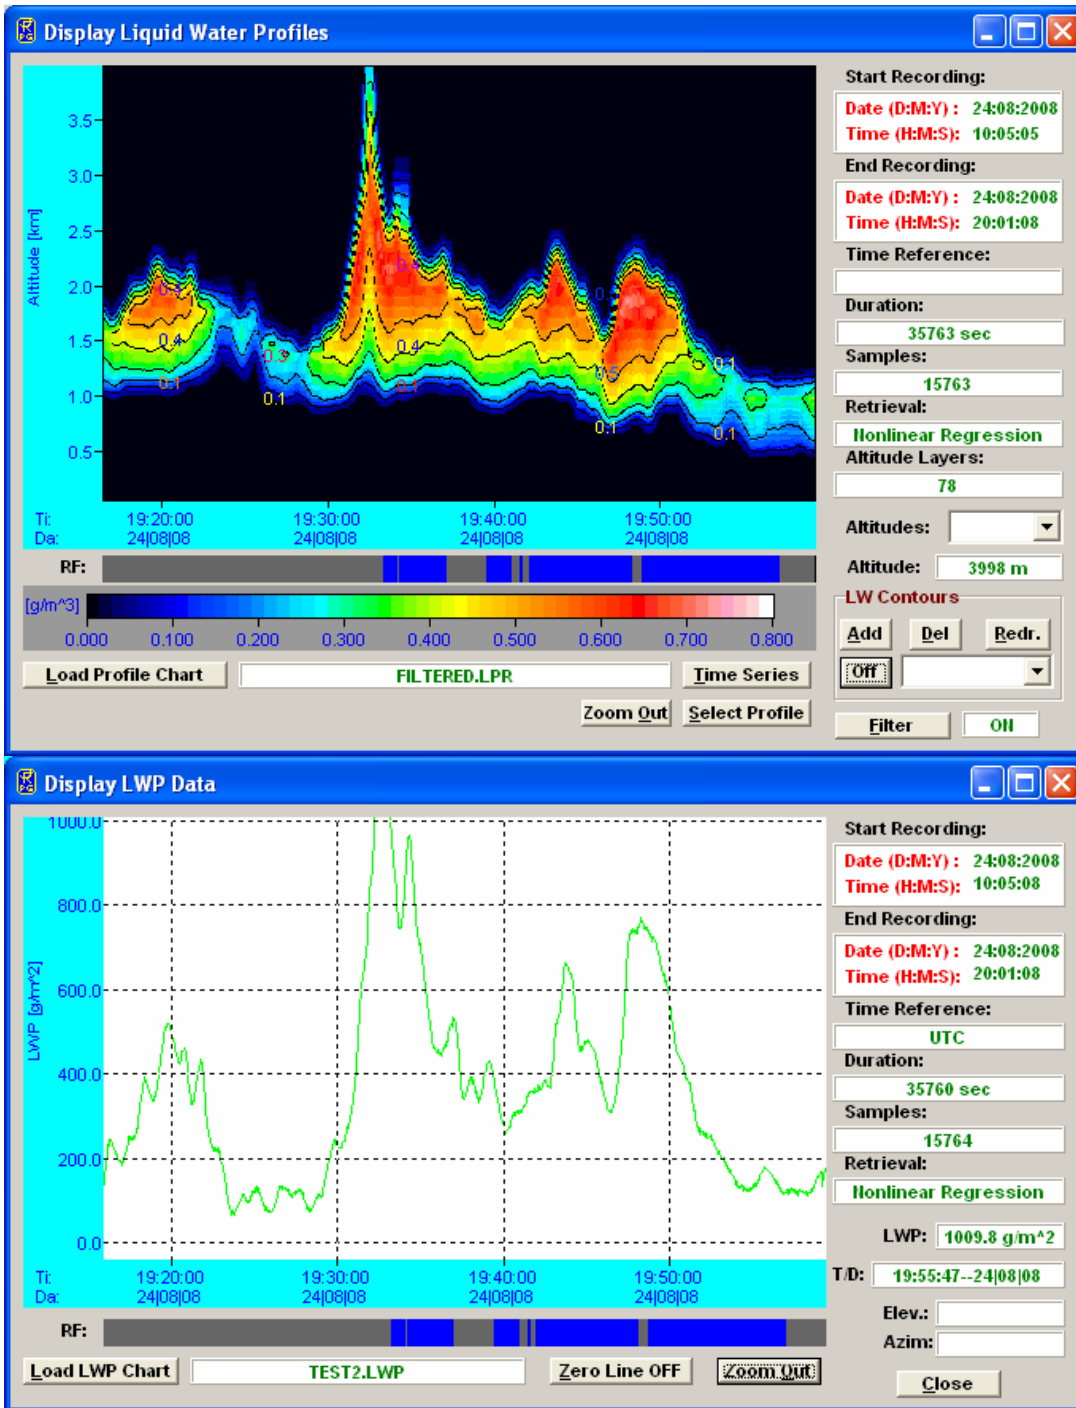 Display Liquid Water Profiles
Altitude [km]
3.5
3.0
2.5
2.0
1.5
1.0
0.5
0.4
0.4
0.1
0.3
0.1
0.4
0.4
0.1
0.5
0.1
0.1
0.1
Ti: 19:20:00 19:30:00 19:40:00 19:50:00
Da: 24|08|08 24|08|08 24|08|08 24|08|08
RF:
[g/m^3]
0.000 0.100 0.200 0.300 0.400 0.500 0.600 0.700 0.800
Load Profile Chart FILTERED.LPR Time Series
Zoom Out Select Profile
Start Recording:
Date (D:M:Y) : 24:08:2008
Time (H:M:S): 10:05:05
End Recording:
Date (D:M:Y) : 24:08:2008
Time (H:M:S): 20:01:08
Time Reference:
Duration:
35763 sec
Samples:
15763
Retrieval:
Nonlinear Regression
Altitude Layers:
78
Altitudes:
Altitude: 3998 m
LW Contours
Add Del Redr.
Off
Filter ON
Display LWP Data
LWP [g/m^2]
1000.0
800.0
600.0
400.0
200.0
0.0
Ti: 19:20:00 19:30:00 19:40:00 19:50:00
Da: 24|08|08 24|08|08 24|08|08 24|08|08
RF:
Load LWP Chart TEST2.LWP Zero Line OFF Zoom Out
Start Recording:
Date (D:M:Y) : 24:08:2008
Time (H:M:S): 10:05:08
End Recording:
Date (D:M:Y) : 24:08:2008
Time (H:M:S): 20:01:08
Time Reference:
UTC
Duration:
35760 sec
Samples:
15764
Retrieval:
Nonlinear Regression
LWP: 1009.8 g/m^2
T/D: 19:55:47--24|08|08
Elev.:
Azim:
Close